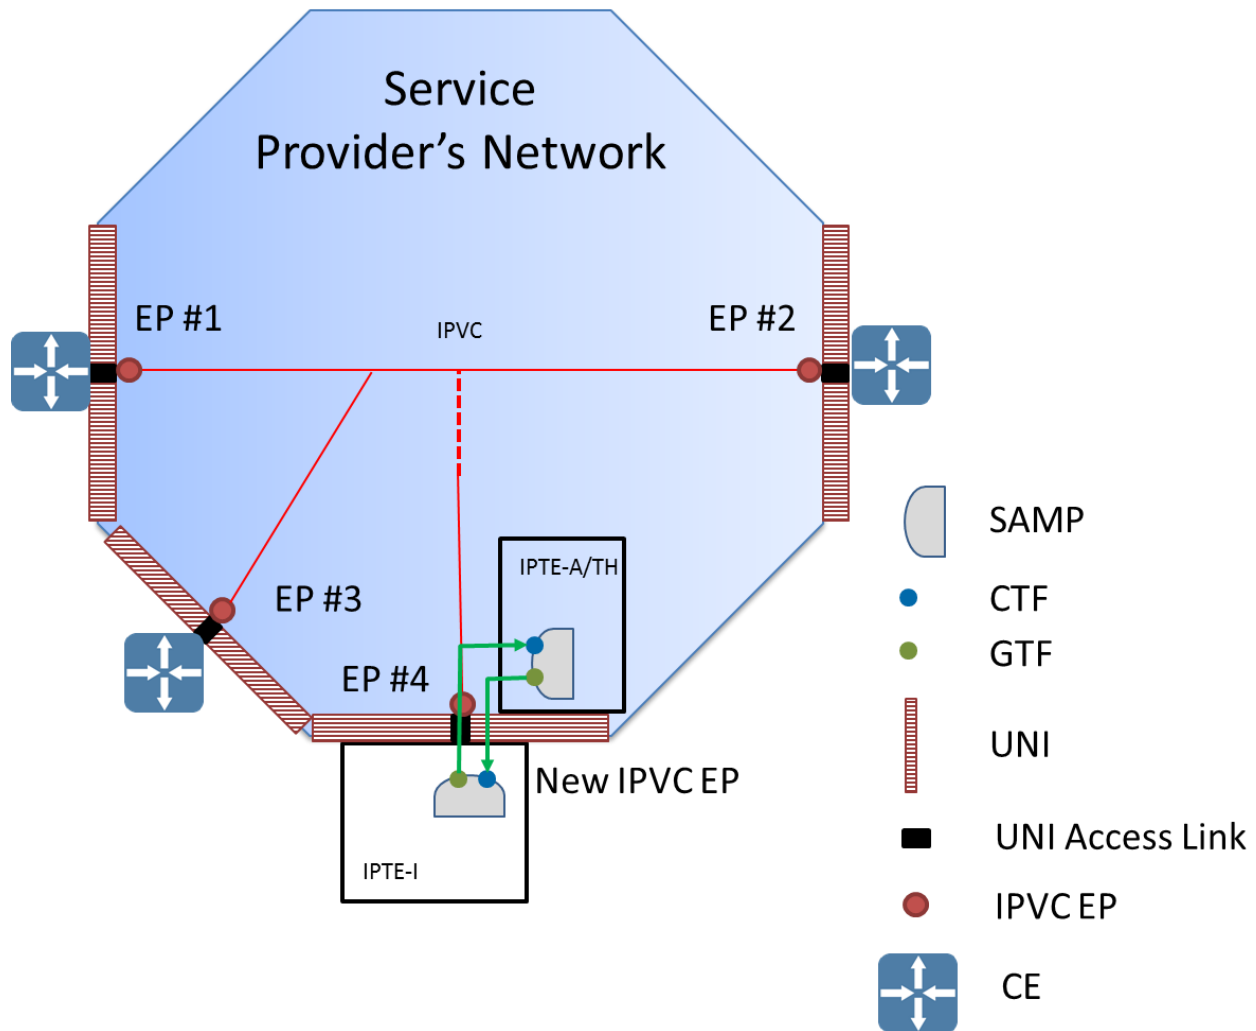 Service
Provider's Network
EP #1
IPVC
EP #2
IPTE-A/TH
EP #3
EP #4
New IPVC EP
IPTE-I
SAMP
CTF
GTF
UNI
UNI Access Link
IPVC EP
CE